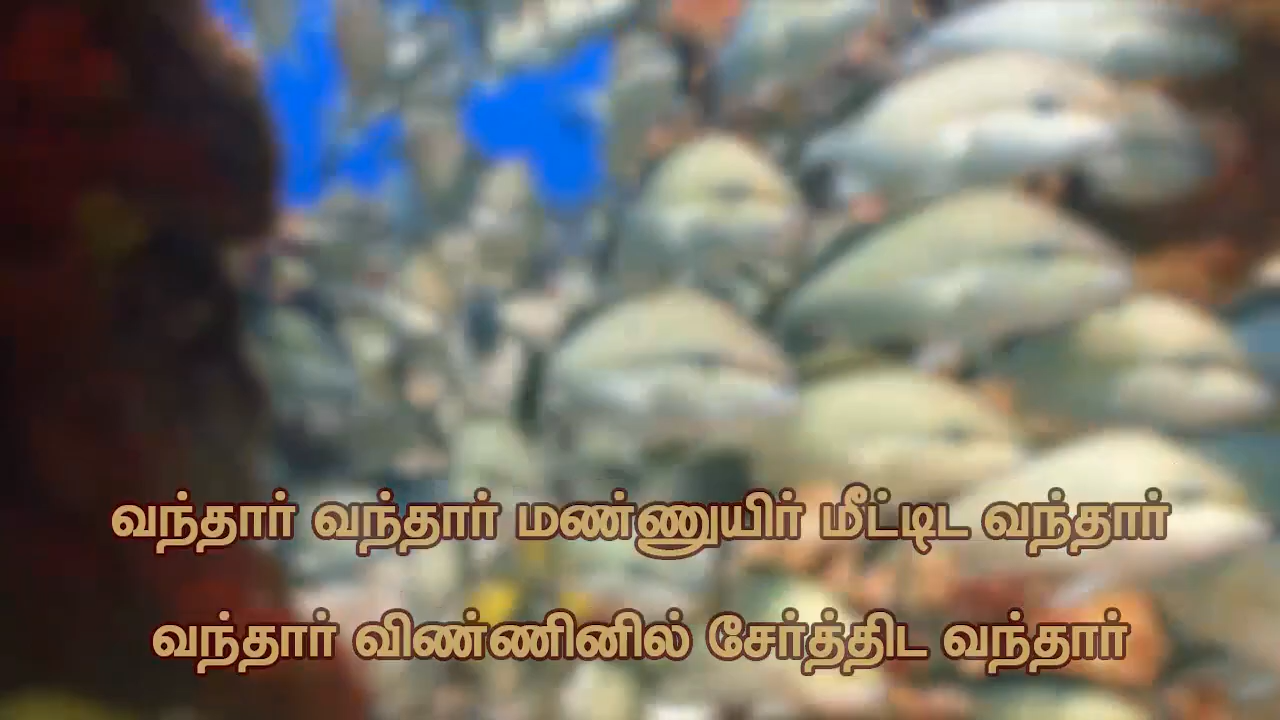 வந்தார் வந்தார் மண்ணுயிர் மீட்டிட வந்தார்
வந்தார் விண்ணினில் சேர்த்திட வந்தார்